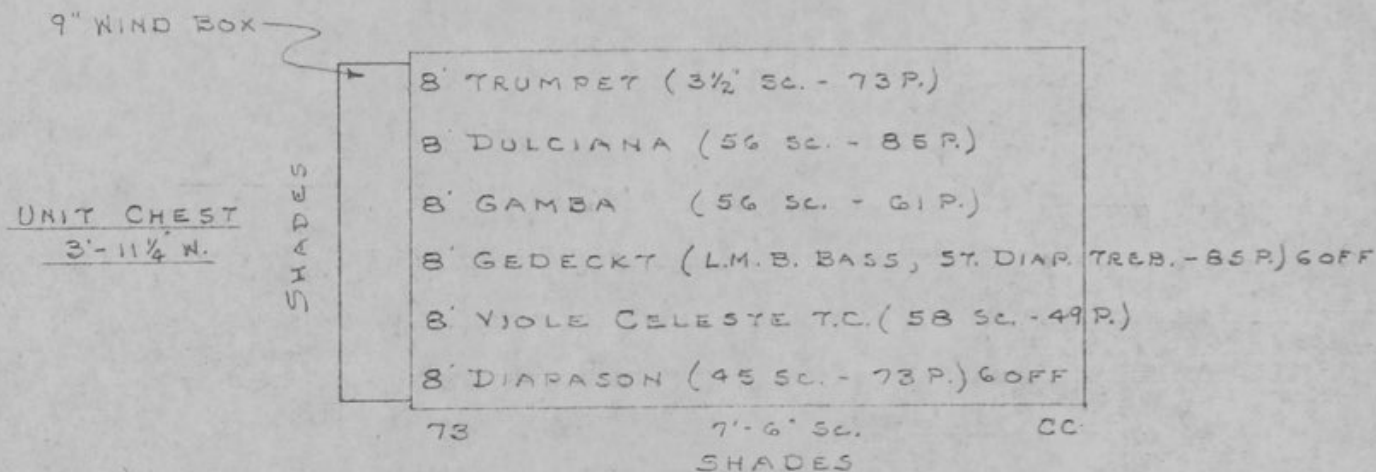 9" WIND BOX
8' TRUMPET (3½" SC. - 73 P.)
8' DULCIANA (56 SC. - 85 P.)
8' GAMBA (56 SC. - 61 P.)
8' GEDECKT (L.M.B. BASS, ST. DIAP. TREB. - 85 P.) 6 OFF
8' VIOLE CELESTE T.C. (58 SC. - 49 P.)
8' DIAPASON (45 SC. - 73 P.) 6 OFF
UNIT CHEST
3'-11¼" W.
SHADES
73 7'-6" SC. CC
SHADES